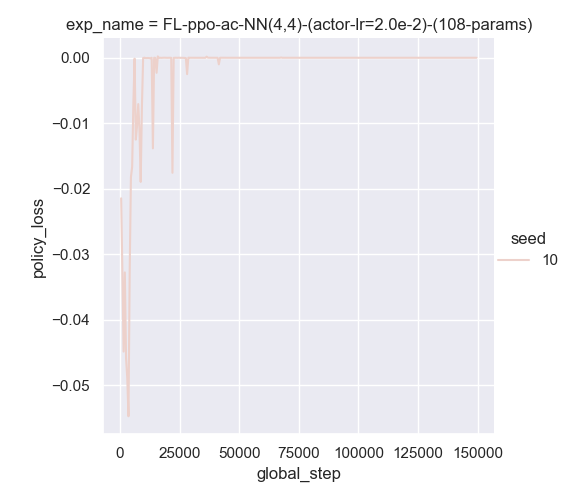 exp_name = FL-ppo-ac-NN(4,4)-(actor-lr=2.0e-2)-(108-params)
0.00
−0.01
−0.02
−0.03
−0.04
−0.05
policy_loss
0 25000 50000 75000 100000 125000 150000
global_step
seed
10